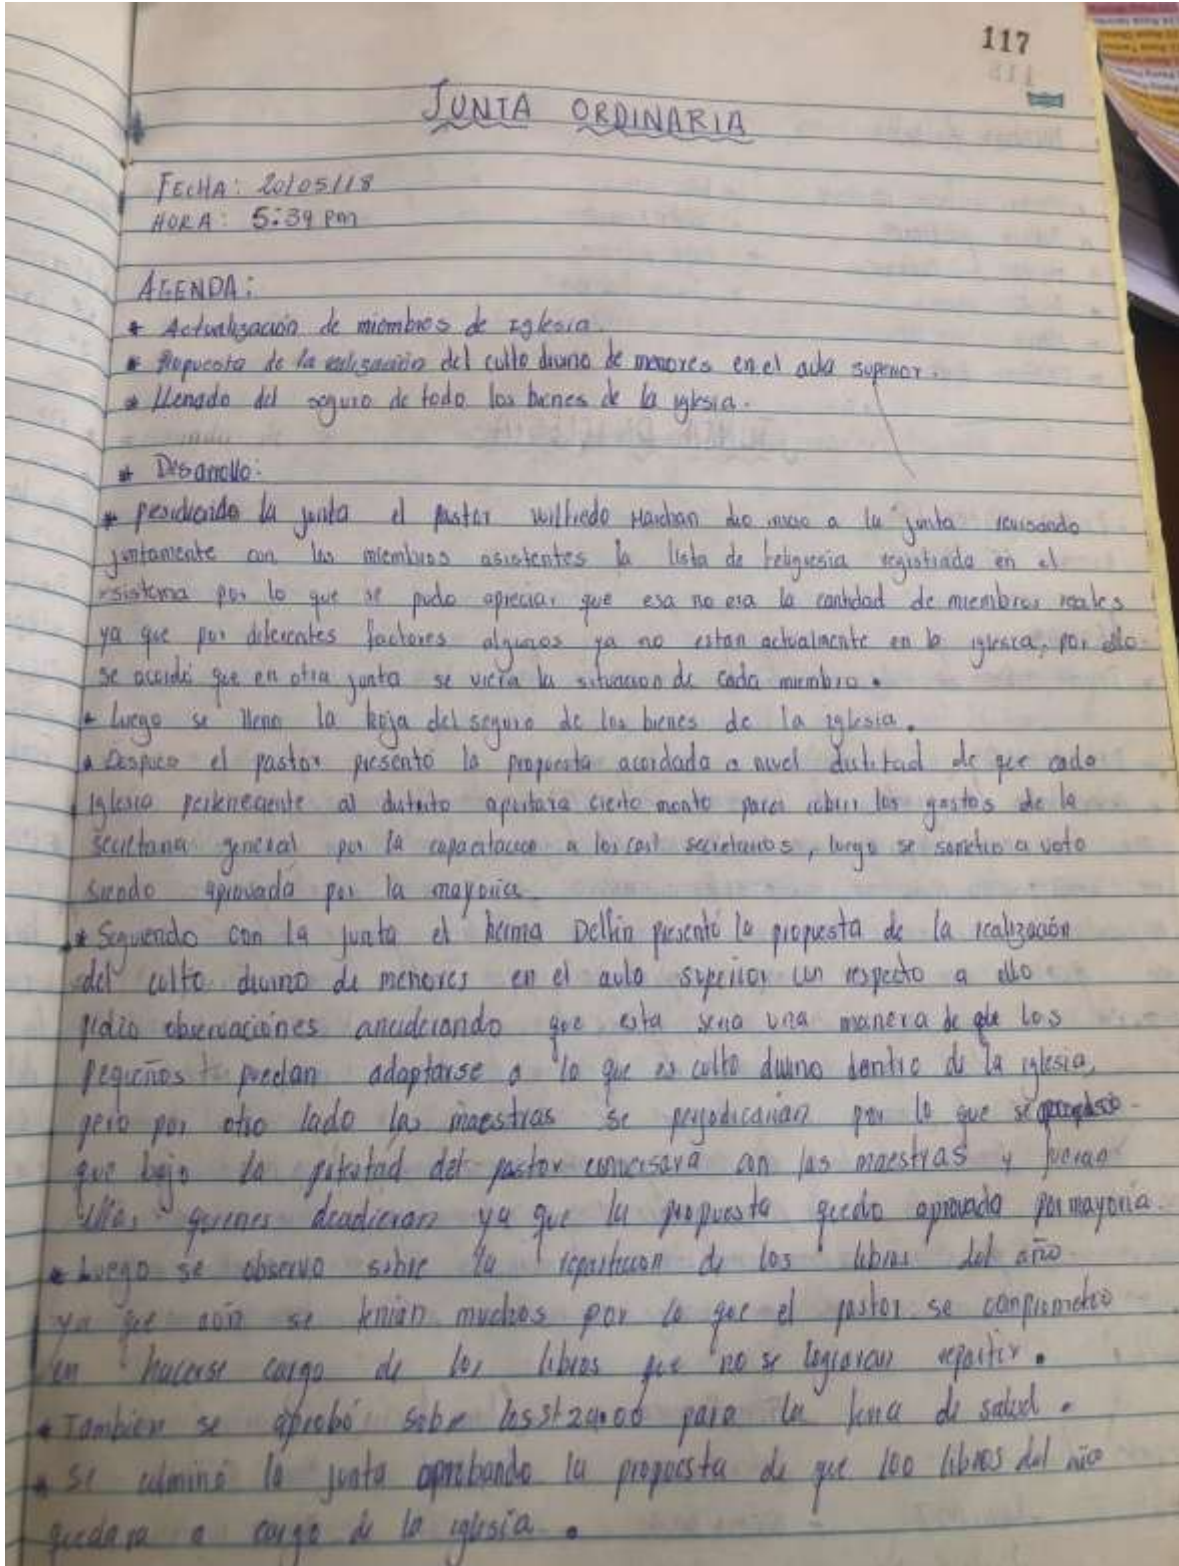 117
JUNTA ORDINARIA
FECHA: 20/05/18
HORA: 5:39 PM
AGENDA:
* Actualización de miembros de Iglesia.
* Propuesta de la realización del culto divino de menores en el aula superior.
* Llenado del seguro de todo los bienes de la iglesia.
* Desarrollo:
* presidiendo la junta el pastor Wilfredo Marchan dio inicio a la junta revisando
juntamente con los miembros asistentes la lista de feligresia registrada en el
sistema por lo que se pudo apreciar que esa no era la cantidad de miembros reales
ya que por diferentes factores algunos ya no estan actualmente en la iglesia, por ello
se acordó que en otra junta se viera la situacion de cada miembro.
* Luego se lleno la hoja del seguro de los bienes de la iglesia.
* Despues el pastor presentó la propuesta acordada a nivel distrital de que cada
Iglesia perteneciente al distrito aportara cierto monto para cubrir los gastos de la
secretaria general por la capacitacion a los secretarios, luego se a voto
siendo aprovada por la mayoria.
* Seguiendo con la junta el Delfin presentó la propuesta de la realización
del culto divino de menores en el aula superior con respecto a ello
pidio observaciones que esta seria una manera de que los
pequeños puedan adaptarse a lo que es culto divino dentro de la iglesia,
pero por otro lado las maestras se perjudicarian por lo que se
que bajo la potestad del pastor conversara con las maestras y fueran
ellas quienes decidieran ya que la propuesta quedo aprovada por mayoria.
* Luego se observo sobre la reparticion de los libros del año
ya que aún se tenian muchos por lo que el pastor se comprometio
en hacerse cargo de los libros que no se lograran repartir.
* Tambien se aprobó sobre los para la feria de salud.
* Se culminó la junta aprobando la propuesta de que 100 libros del año
quedara a cargo de la iglesia.